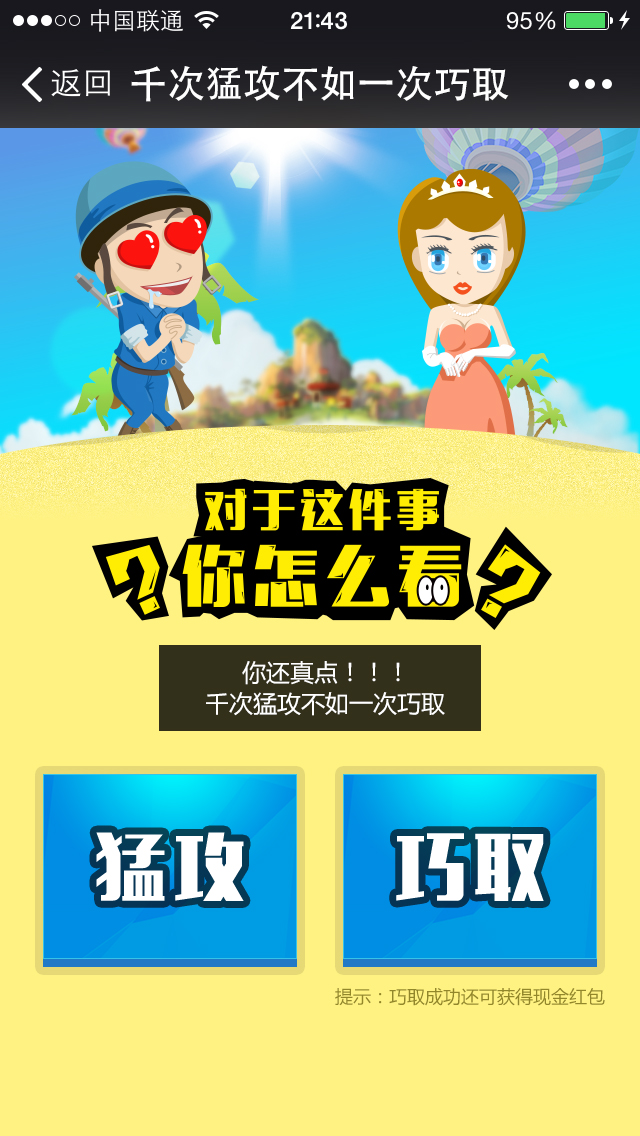 中国联通 21:43 95%
返回 千次猛攻不如一次巧取
对于这件事
?你怎么看?
你还真点！！！
千次猛攻不如一次巧取
猛攻 巧取
提示：巧取成功还可获得现金红包